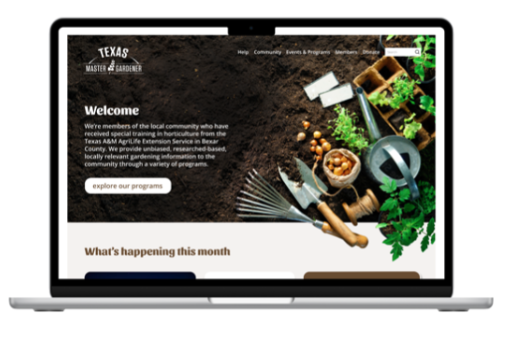 TEXAS
MASTER GARDENER
Help Community Events & Programs Members Donate
Welcome
We're members of the local community who have
received special training in horticulture from the
Texas A&M AgriLife Extension Service in Bexar
County. We provide unbiased, researched-based,
locally relevant gardening information to the
community through a variety of programs.
explore our programs
What's happening this month